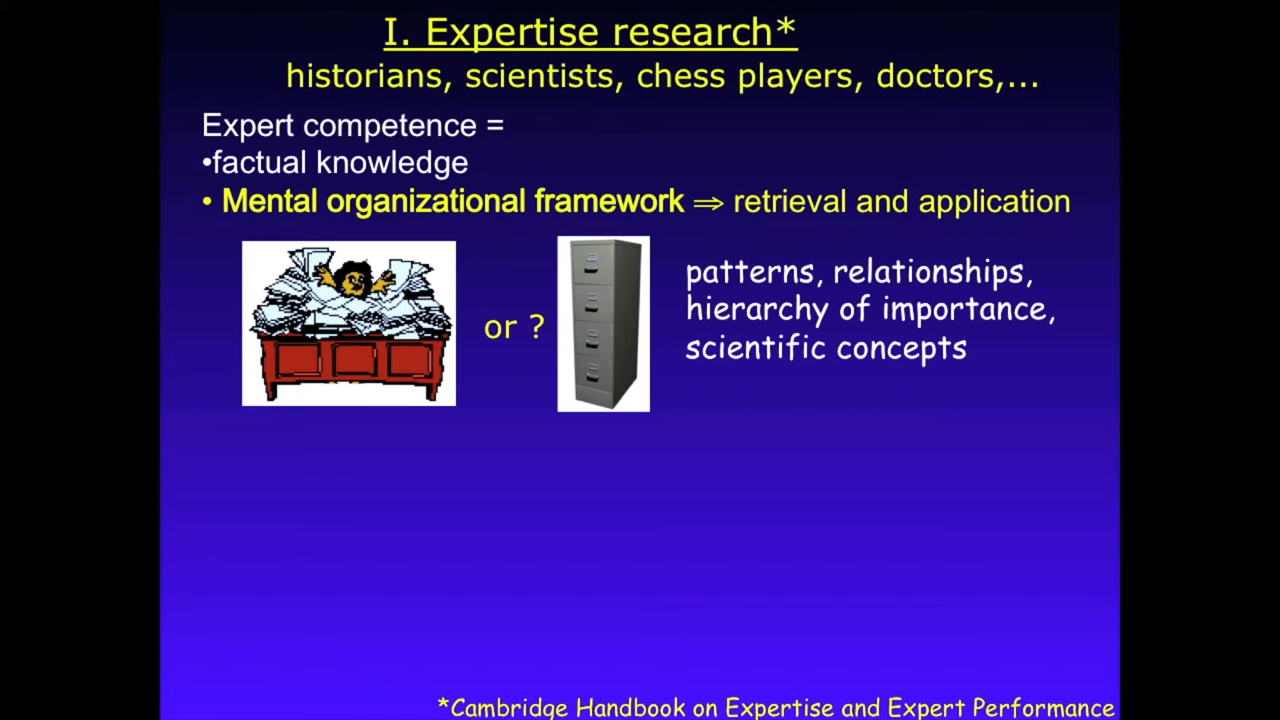 I. Expertise research*
historians, scientists, chess players, doctors,...
Expert competence =
•factual knowledge
• Mental organizational framework ⇒ retrieval and application
or ?
patterns, relationships,
hierarchy of importance,
scientific concepts
*Cambridge Handbook on Expertise and Expert Performance